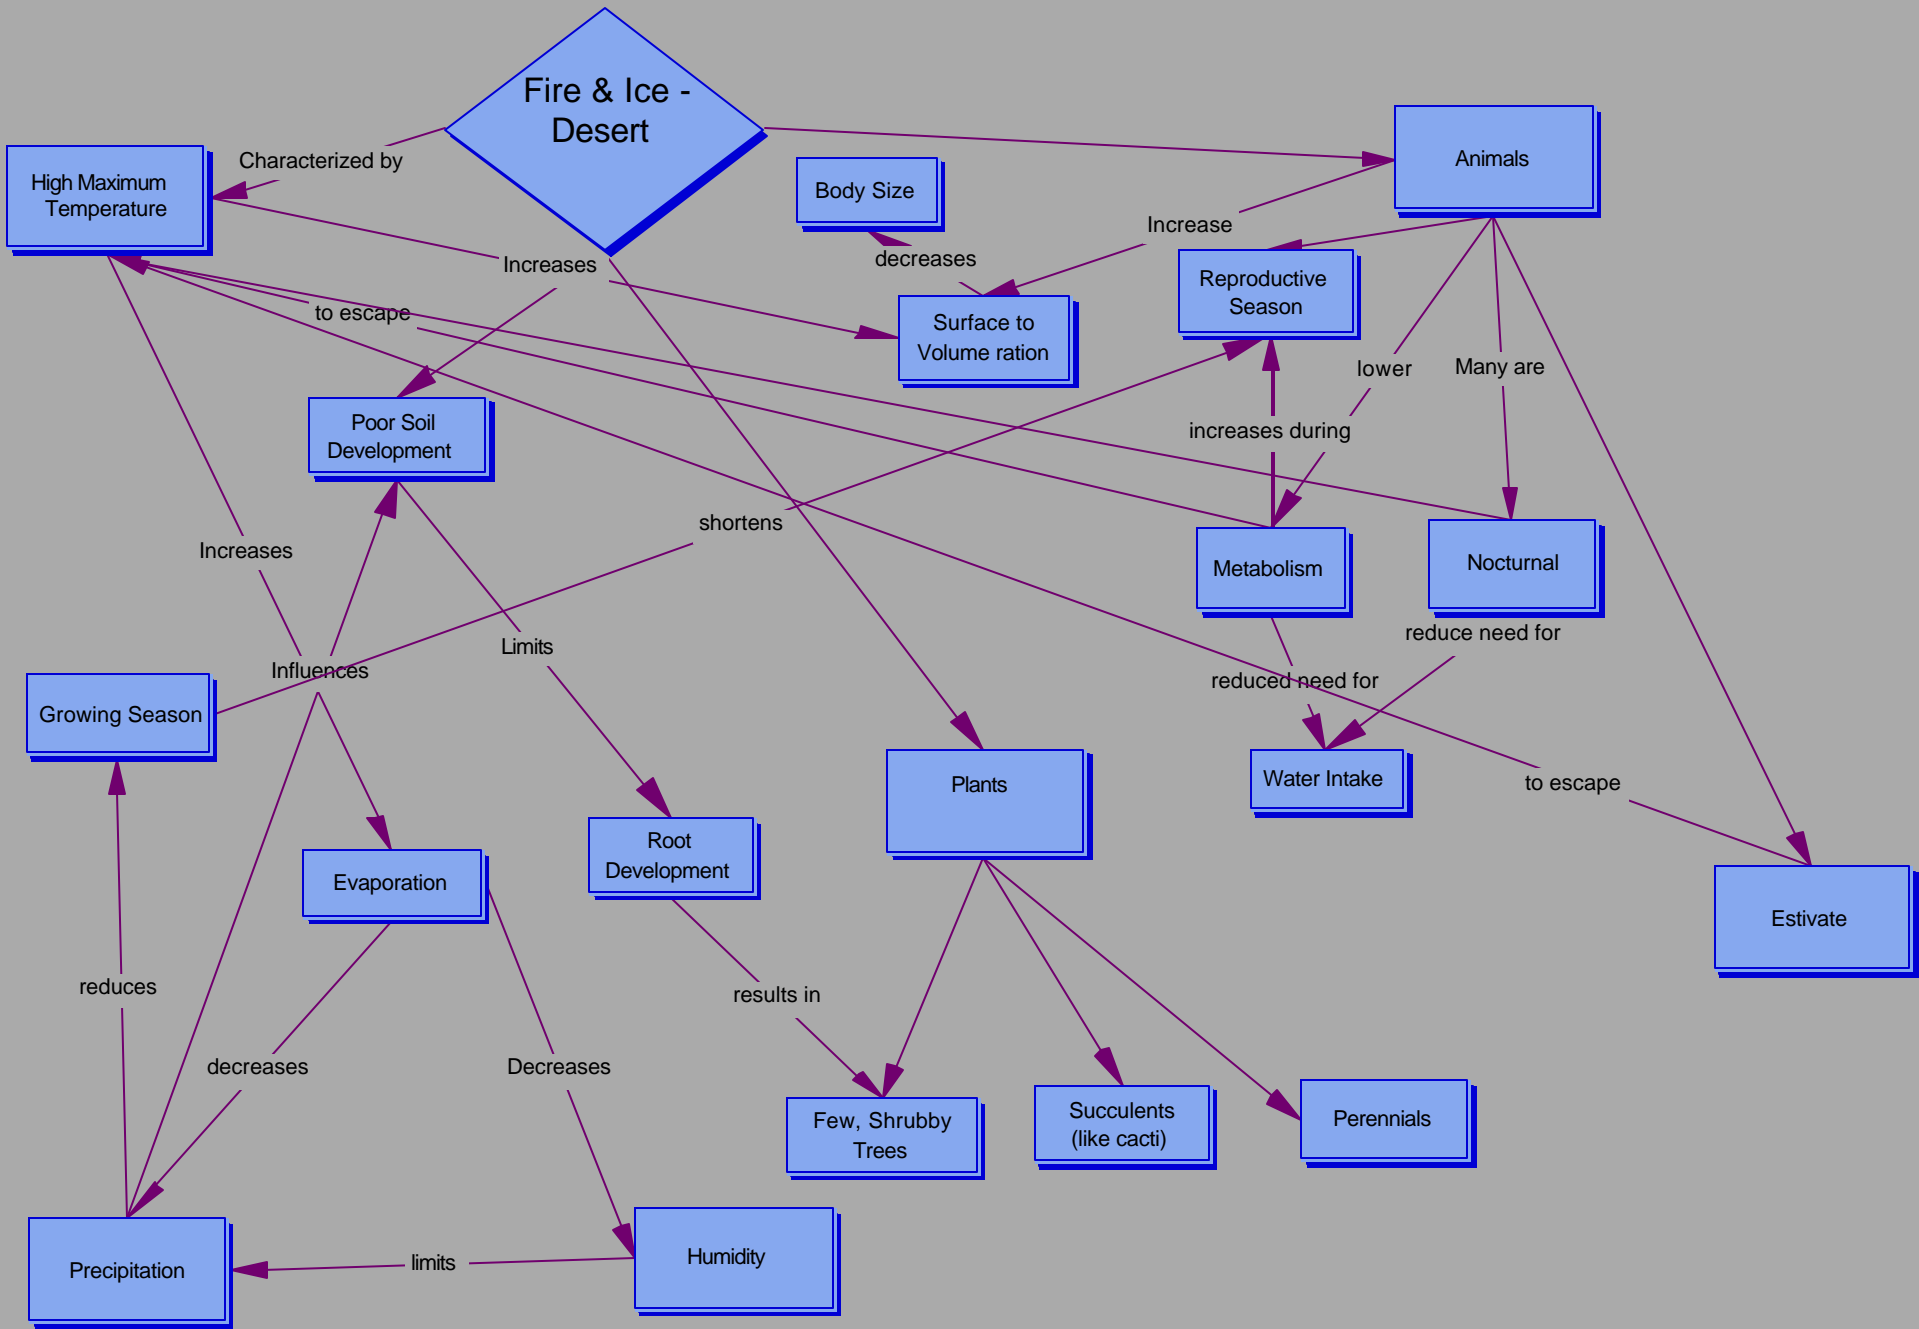 Fire & Ice -
Desert
Characterized by
High Maximum
Temperature
Animals
Body Size
Increase
decreases
Increases
Reproductive
Season
to escape
Surface to
Volume ration
lower
Many are
Poor Soil
Development
increases during
shortens
Increases
Metabolism
Nocturnal
reduce need for
Limits
Influences
reduced need for
Growing Season
Plants
Water Intake
to escape
Root
Development
Evaporation
Estivate
reduces
results in
decreases
Decreases
Few, Shrubby
Trees
Succulents
(like cacti)
Perennials
Precipitation
limits
Humidity